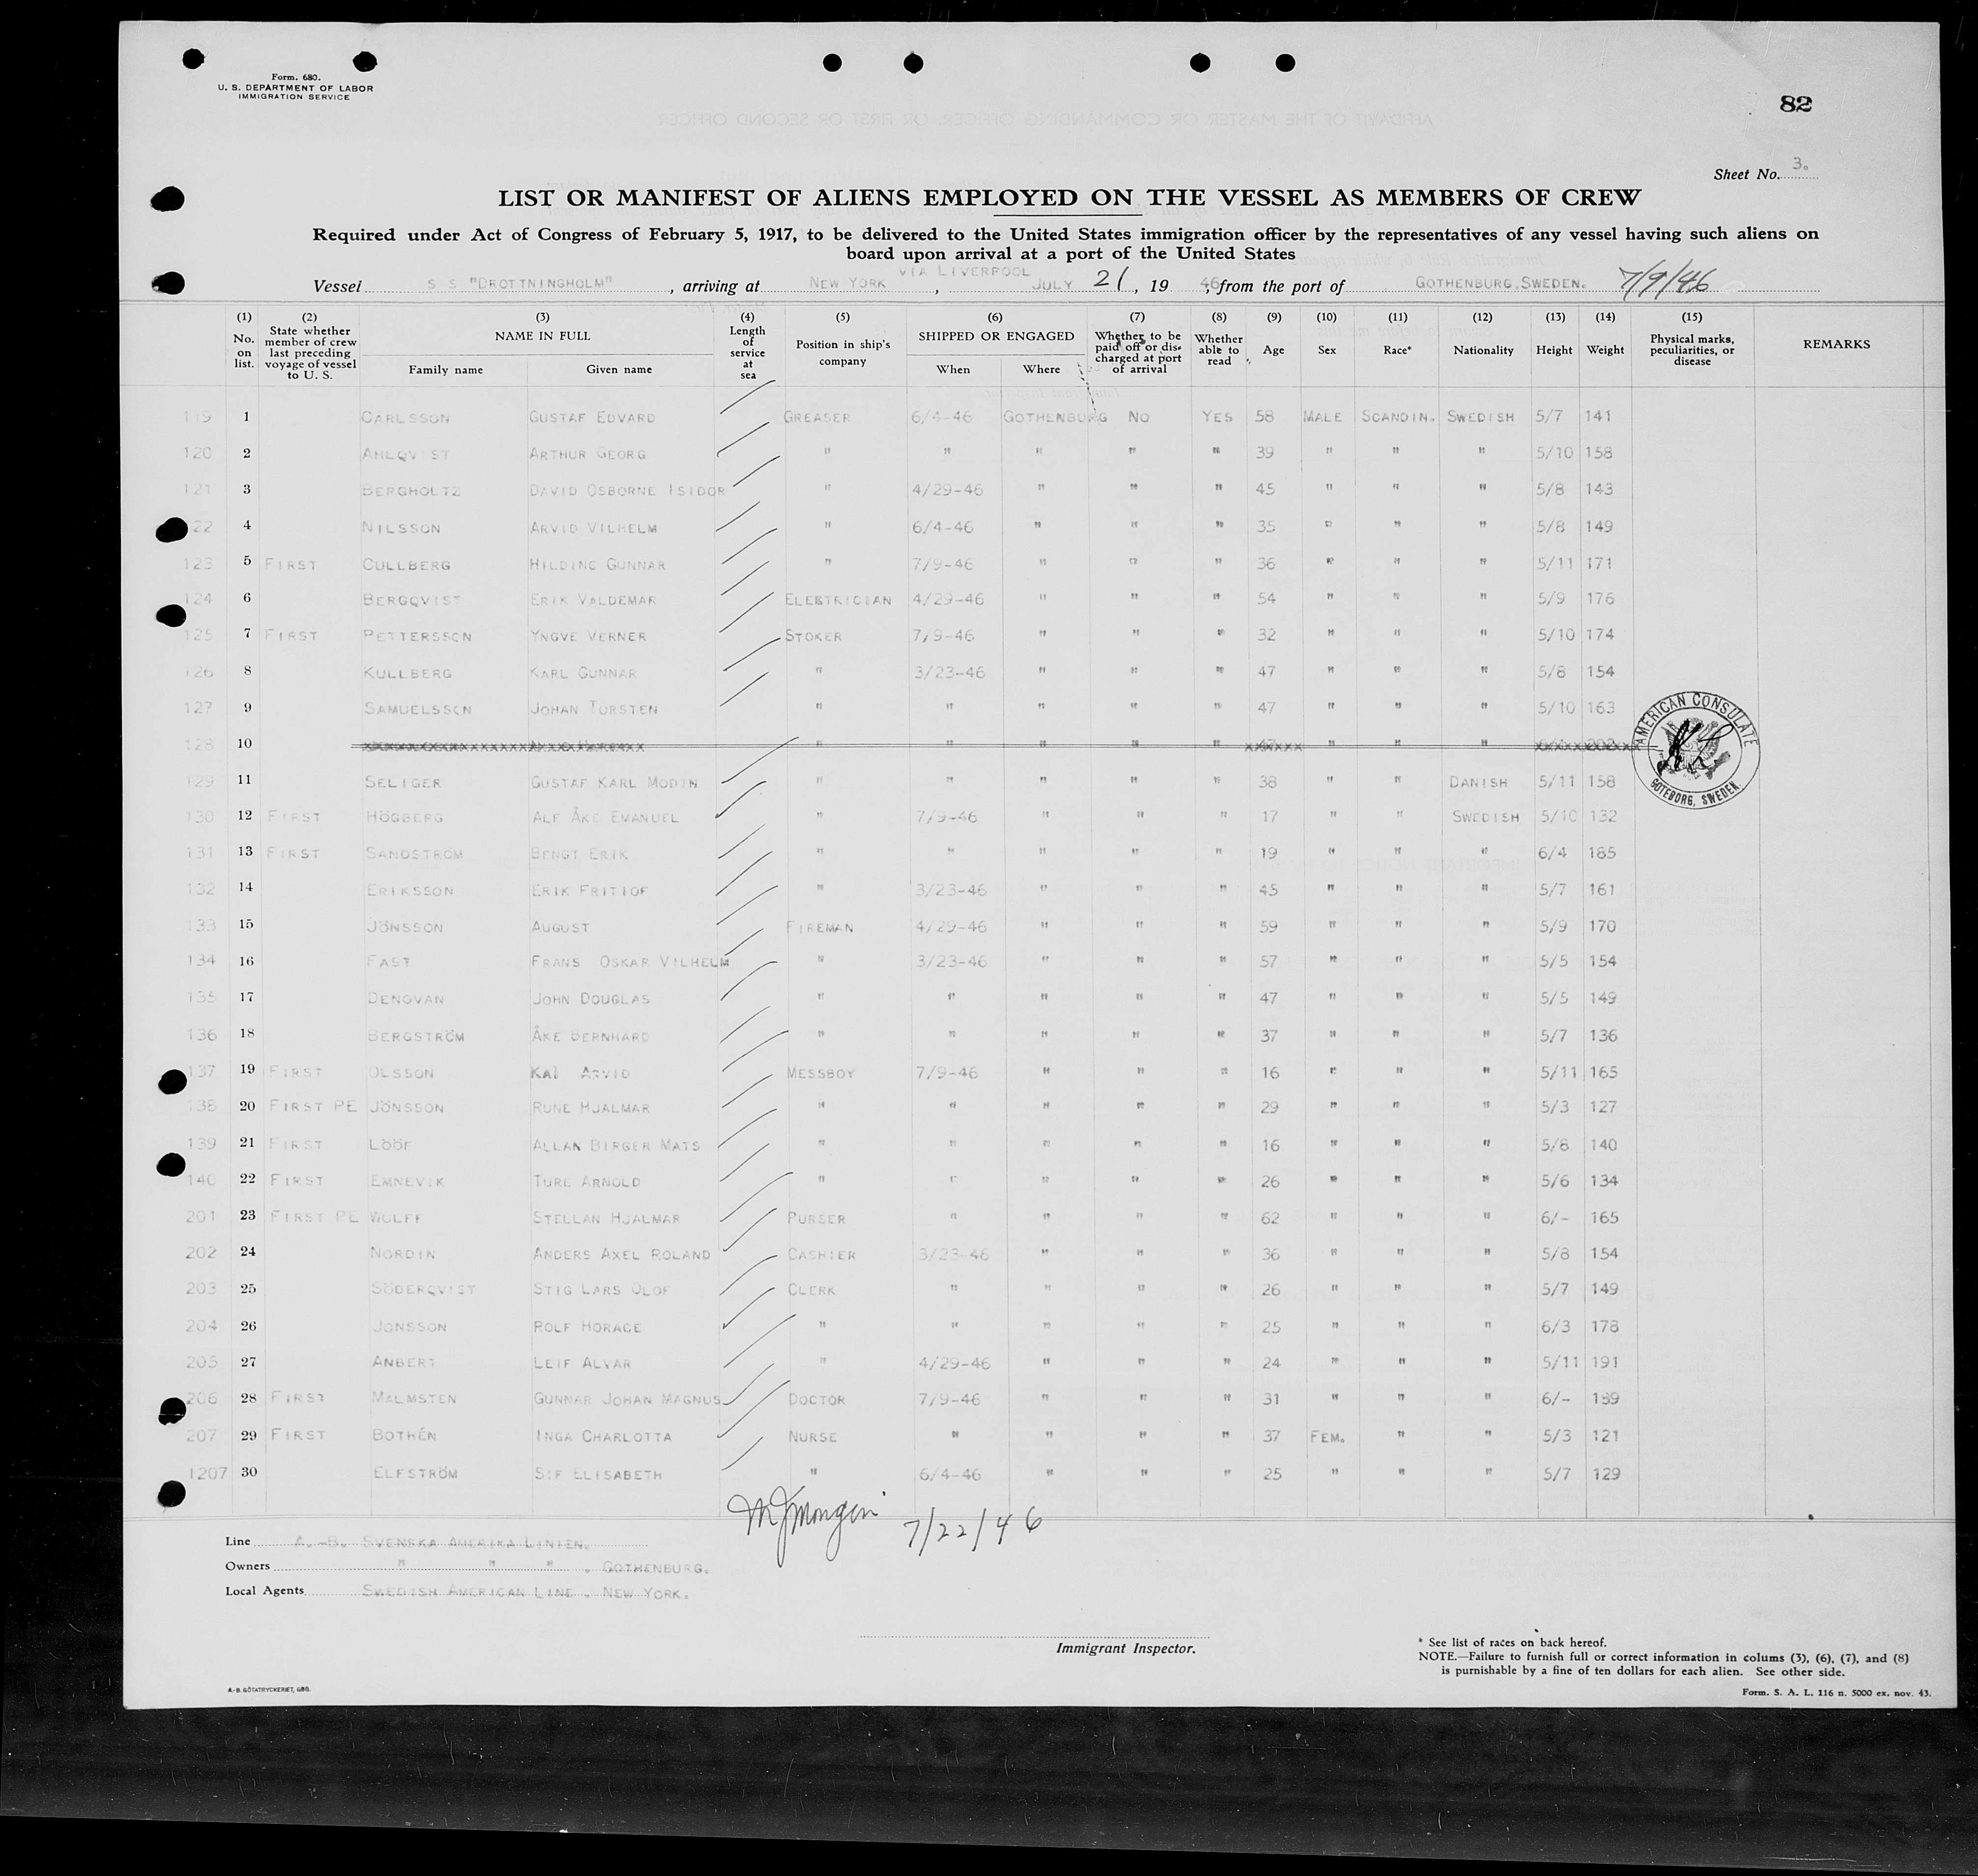 Form. 680.
U. S. DEPARTMENT OF LABOR
IMMIGRATION SERVICE
82
Sheet No. 3.
LIST OR MANIFEST OF ALIENS EMPLOYED ON THE VESSEL AS MEMBERS OF CREW
Required under Act of Congress of February 5, 1917, to be delivered to the United States immigration officer by the representatives of any vessel having such aliens on
board upon arrival at a port of the United States
VIA LIVERPOOL
Vessel S S "DROTTNINGHOLM", arriving at NEW YORK, JULY 21, 19 46, from the port of GOTHENBURG, SWEDEN. 7/9/46
(1) No. on list. (2) State whether member of crew last preceding voyage of vessel to U. S. (3) NAME IN FULL Family name Given name (4) Length of service at sea (5) Position in ship's company (6) SHIPPED OR ENGAGED When Where (7) Whether to be paid off or discharged at port of arrival (8) Whether able to read (9) Age (10) Sex (11) Race* (12) Nationality (13) Height (14) Weight (15) Physical marks, peculiarities, or disease REMARKS
119 1 CARLSSON GUSTAF EDVARD GREASER 6/4-46 GOTHENBURG NO YES 58 MALE SCANDIN. SWEDISH 5/7 141
120 2 AHLQVIST ARTHUR GEORG " " " " " 39 " " " 5/10 158
121 3 BERGHOLTZ DAVID OSBORNE ISIDOR " 4/29-46 " " " 45 " " " 5/8 143
122 4 NILSSON ARVID VILHELM " 6/4-46 " " " 35 " " " 5/8 149
123 5 FIRST CULLBERG HILDING GUNNAR " 7/9-46 " " " 36 " " " 5/11 171
124 6 BERGQVIST ERIK VALDEMAR ELEKTRICIAN 4/29-46 " " " 54 " " " 5/9 176
125 7 FIRST PETTERSSON YNGVE VERNER STOKER 7/9-46 " " " 32 " " " 5/10 174
126 8 KULLBERG KARL GUNNAR " 3/23-46 " " " 47 " " " 5/8 154
127 9 SAMUELSSON JOHAN TORSTEN " " " " " 47 " " " 5/10 163
128 10 " " " " " " " "
AMERICAN CONSULATE GOTEBORG, SWEDEN
129 11 SELIGER GUSTAF KARL MODIN " " " " " 38 " " DANISH 5/11 158
130 12 FIRST HÖGBERG ALF ÅKE EMANUEL " 7/9-46 " " " 17 " " SWEDISH 5/10 132
131 13 FIRST SANDSTRÖM BENGT ERIK " " " " " 19 " " " 6/4 185
132 14 ERIKSSON ERIK FRITIOF " 3/23-46 " " " 45 " " " 5/7 161
133 15 JÖNSSON AUGUST FIREMAN 4/29-46 " " " 59 " " " 5/9 170
134 16 FAST FRANS OSKAR VILHELM " 3/23-46 " " " 57 " " " 5/5 154
135 17 DENOVAN JOHN DOUGLAS " " " " " 47 " " " 5/5 149
136 18 BERGSTRÖM ÅKE BERNHARD " " " " " 37 " " " 5/7 136
137 19 FIRST OLSSON KAI ARVID MESSBOY 7/9-46 " " " 16 " " " 5/11 165
138 20 FIRST PE JÖNSSON RUNE HJALMAR " " " " " 29 " " " 5/3 127
139 21 FIRST LÖÖF ALLAN BIRGER MATS " " " " " 16 " " " 5/8 140
140 22 FIRST EMNEVIK TURE ARNOLD " " " " " 26 " " " 5/6 134
201 23 FIRST PE WULFF STELLAN HJALMAR PURSER " " " " 62 " " " 6/- 165
202 24 NORDIN ANDERS AXEL ROLAND CASHIER 3/23-46 " " " 36 " " " 5/8 154
203 25 SÖDERQVIST STIG LARS OLOF CLERK " " " " 26 " " " 5/7 149
204 26 JONSSON ROLF HORACE " " " " " 25 " " " 6/3 178
205 27 ANBERT LEIF ALVAR " 4/29-46 " " " 24 " " " 5/11 191
206 28 FIRST MALMSTEN GUNNAR JOHAN MAGNUS DOCTOR 7/9-46 " " " 31 " " " 6/- 189
207 29 FIRST BOTHÉN INGA CHARLOTTA NURSE " " " " 37 FEM. " " 5/3 121
1207 30 ELFSTRÖM SIF ELISABETH " 6/4-46 " " " 25 " " " 5/7 129
7/22/46
Line A.-B. SVENSKA AMERIKA LINIEN.
Owners " " " , GOTHENBURG.
Local Agents SWEDISH AMERICAN LINE , NEW YORK.
Immigrant Inspector.
* See list of races on back hereof.
NOTE.—Failure to furnish full or correct information in colums (3), (6), (7), and (8)
is purnishable by a fine of ten dollars for each alien. See other side.
A.-B. GÖTATRYCKERIET, GBG.
Form. S. A. L. 116 n. 5000 ex. nov. 43.